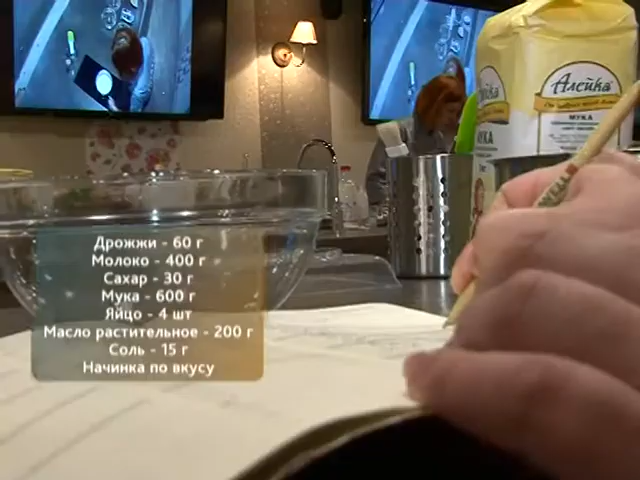 Алейка
МУКА
МУКА
Дрожжи - 60 г
Молоко - 400 г
Сахар - 30 г
Мука - 600 г
Яйцо - 4 шт
Масло растительное - 200 г
Соль - 15 г
Начинка по вкусу